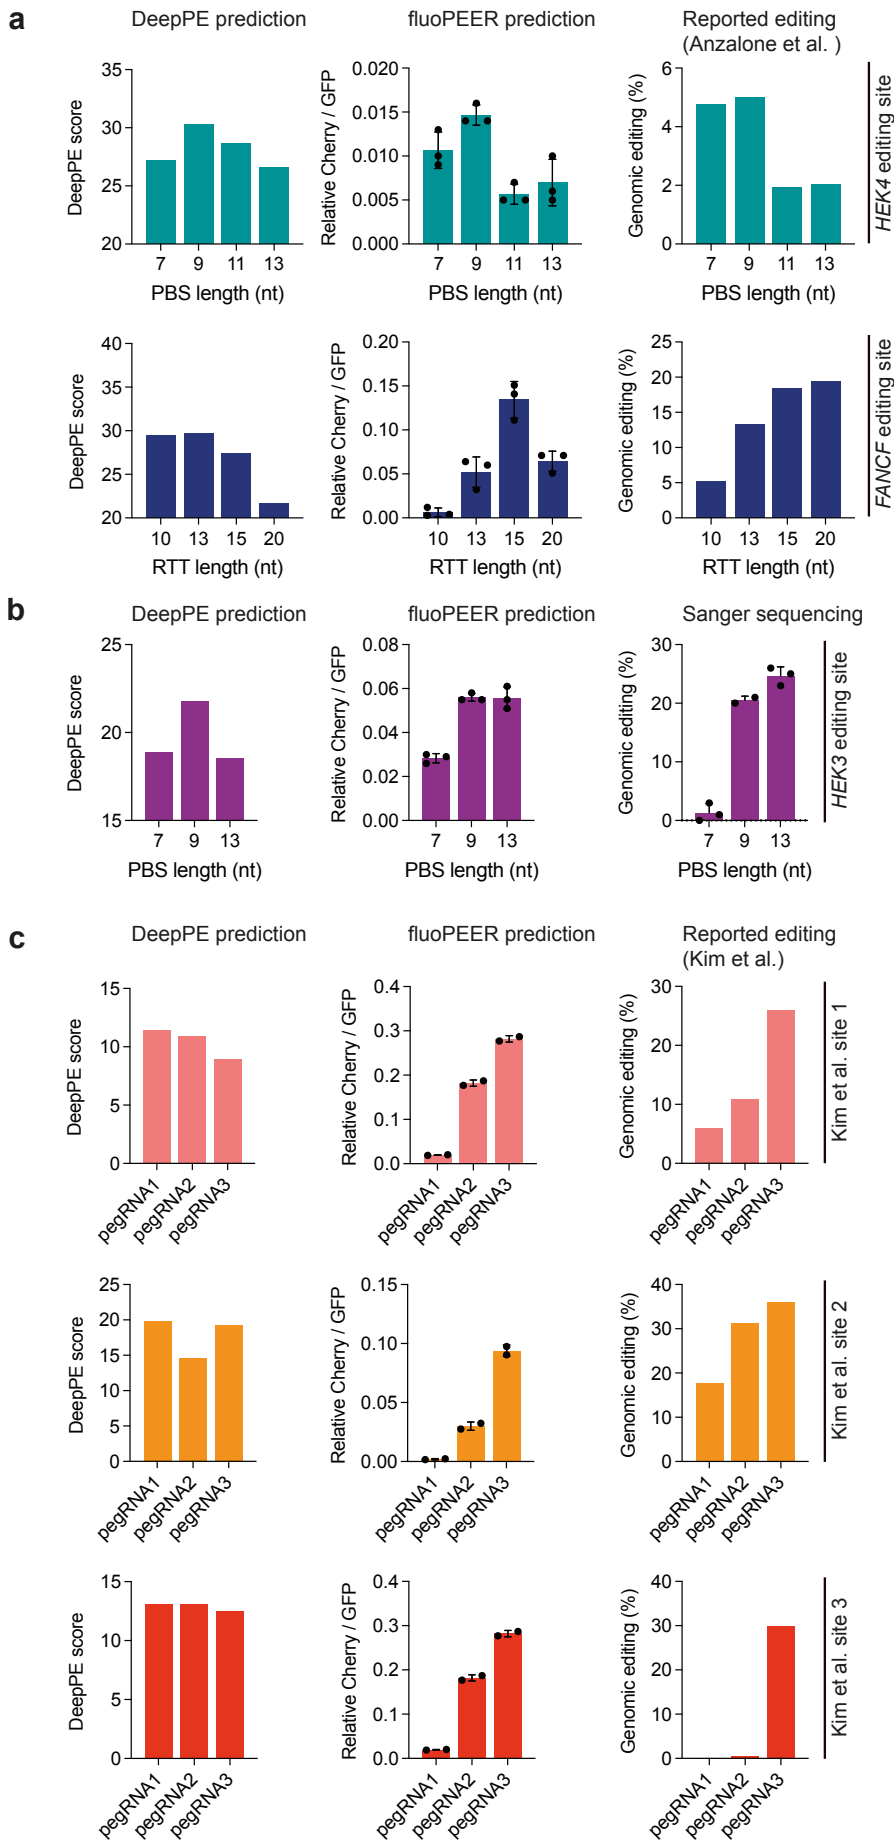 a
DeepPE prediction
fluoPEER prediction
Reported editing
(Anzalone et al. )
DeepPE score
35
30
25
20
7 9 11 13
PBS length (nt)
Relative Cherry / GFP
0.020
0.015
0.010
0.005
0.000
7 9 11 13
PBS length (nt)
Genomic editing (%)
6
4
2
0
7 9 11 13
PBS length (nt)
HEK4 editing site
DeepPE score
40
30
25
20
10 13 15 20
RTT length (nt)
Relative Cherry / GFP
0.20
0.15
0.10
0.05
0.00
10 13 15 20
RTT length (nt)
Genomic editing (%)
25
20
15
10
5
0
10 13 15 20
RTT length (nt)
FANCF editing site
b
DeepPE prediction
fluoPEER prediction
Sanger sequencing
DeepPE score
25
20
15
7 9 13
PBS length (nt)
Relative Cherry / GFP
0.08
0.06
0.04
0.02
0.00
7 9 13
PBS length (nt)
Genomic editing (%)
30
20
10
0
7 9 13
PBS length (nt)
HEK3 editing site
c
DeepPE prediction
fluoPEER prediction
Reported editing
(Kim et al.)
DeepPE score
15
10
5
0
pegRNA1
pegRNA2
pegRNA3
Relative Cherry / GFP
0.4
0.3
0.2
0.1
0.0
pegRNA1
pegRNA2
pegRNA3
Genomic editing (%)
30
20
10
0
pegRNA1
pegRNA2
pegRNA3
Kim et al. site 1
DeepPE score
25
20
15
10
5
0
pegRNA1
pegRNA2
pegRNA3
Relative Cherry / GFP
0.15
0.10
0.05
0.00
pegRNA1
pegRNA2
pegRNA3
Genomic editing (%)
40
30
20
10
0
pegRNA1
pegRNA2
pegRNA3
Kim et al. site 2
DeepPE score
15
10
5
0
pegRNA1
pegRNA2
pegRNA3
Relative Cherry / GFP
0.4
0.3
0.2
0.1
0.0
pegRNA1
pegRNA2
pegRNA3
Genomic editing (%)
40
30
20
10
0
pegRNA1
pegRNA2
pegRNA3
Kim et al. site 3